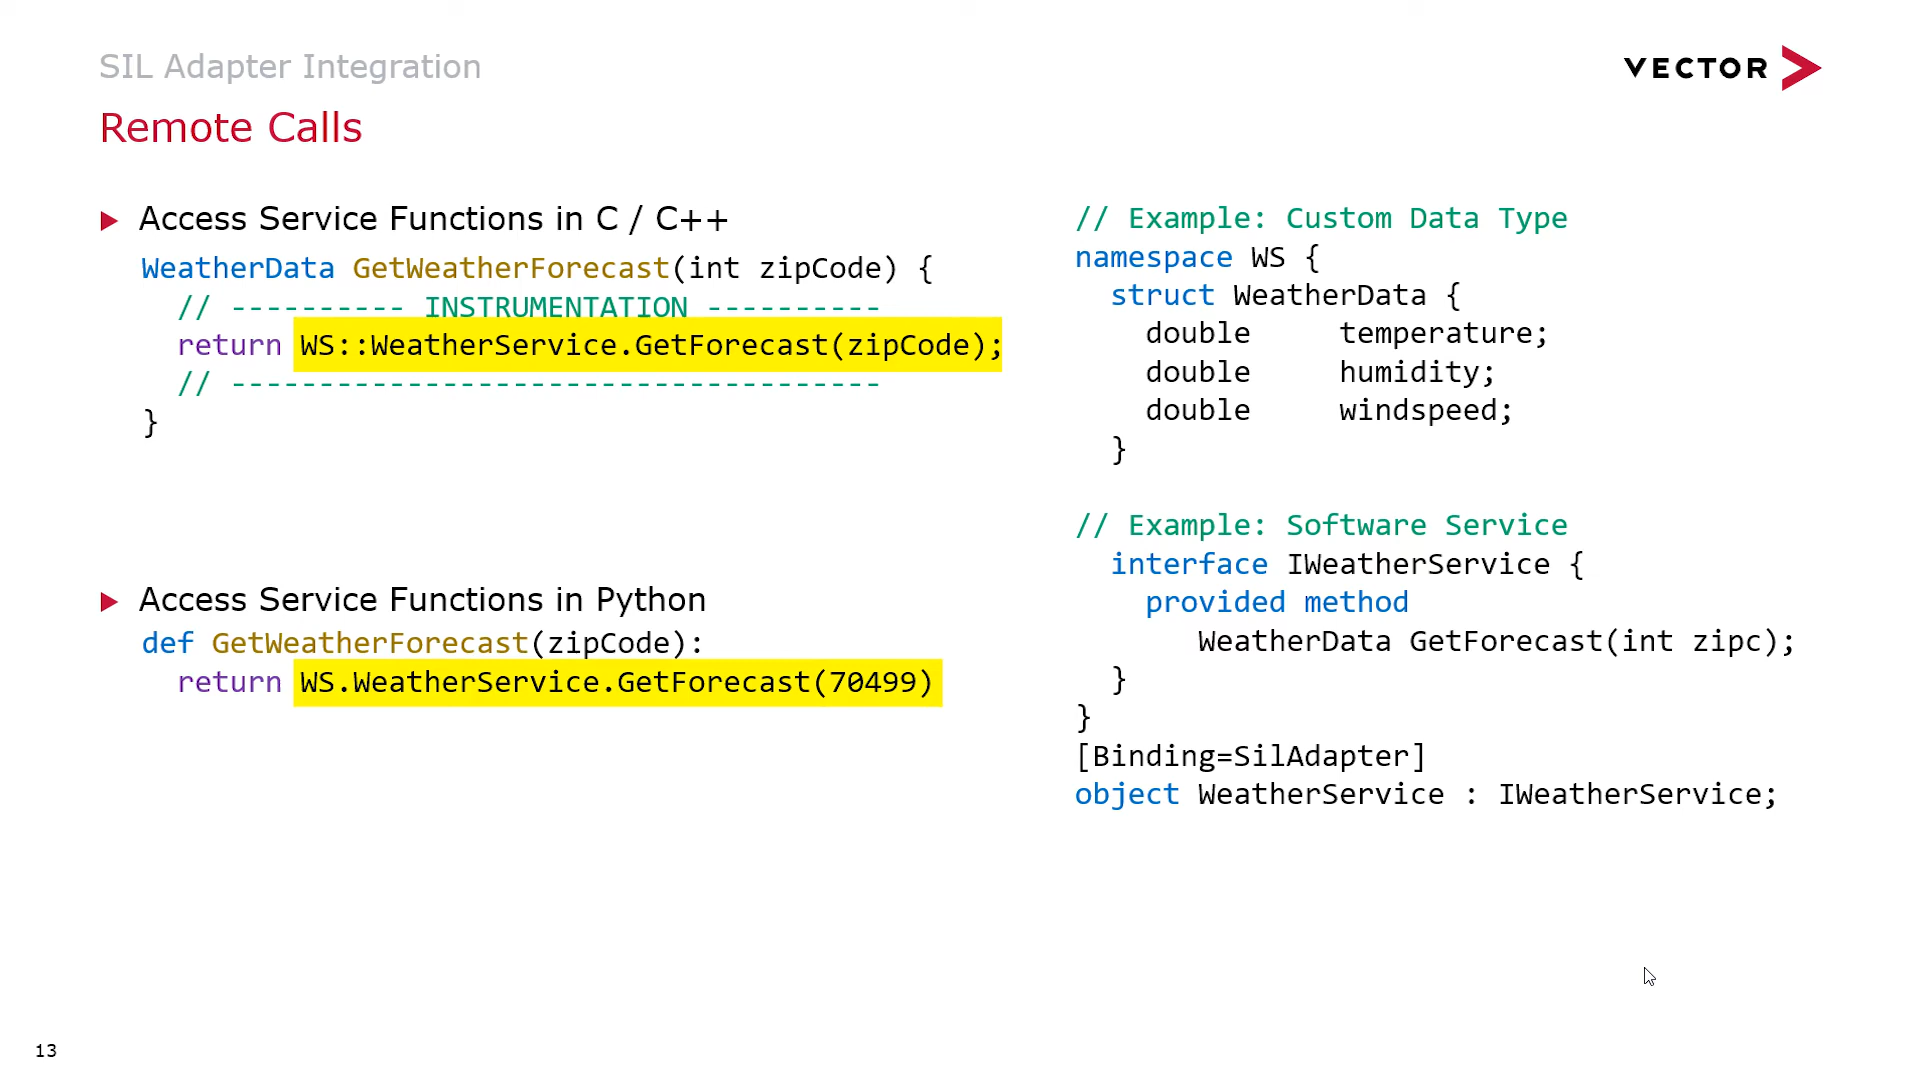 SIL Adapter Integration
VECTOR
Remote Calls
Access Service Functions in C / C++
WeatherData GetWeatherForecast(int zipCode) {
// ---------- INSTRUMENTATION ----------
return WS::WeatherService.GetForecast(zipCode);
// -------------------------------------
}
Access Service Functions in Python
def GetWeatherForecast(zipCode):
return WS.WeatherService.GetForecast(70499)
// Example: Custom Data Type
namespace WS {
struct WeatherData {
double temperature;
double humidity;
double windspeed;
}
// Example: Software Service
interface IWeatherService {
provided method
WeatherData GetForecast(int zipc);
}
}
[Binding=SilAdapter]
object WeatherService : IWeatherService;
13